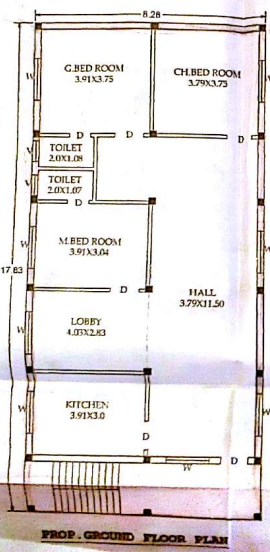 8.28
W
G.BED ROOM
3.91X3.75
CH.BED ROOM
3.79X3.75
W
D
D
D
V
TOILET
2.0X1.08
V
TOILET
2.0X1.07
D
W
M.BED ROOM
3.91X3.04
W
17.83
D
HALL
3.79X11.50
W
LOBBY
4.03X2.83
W
KITCHEN
3.91X3.0
W
D
W
D
PROP. GROUND FLOOR PLAN